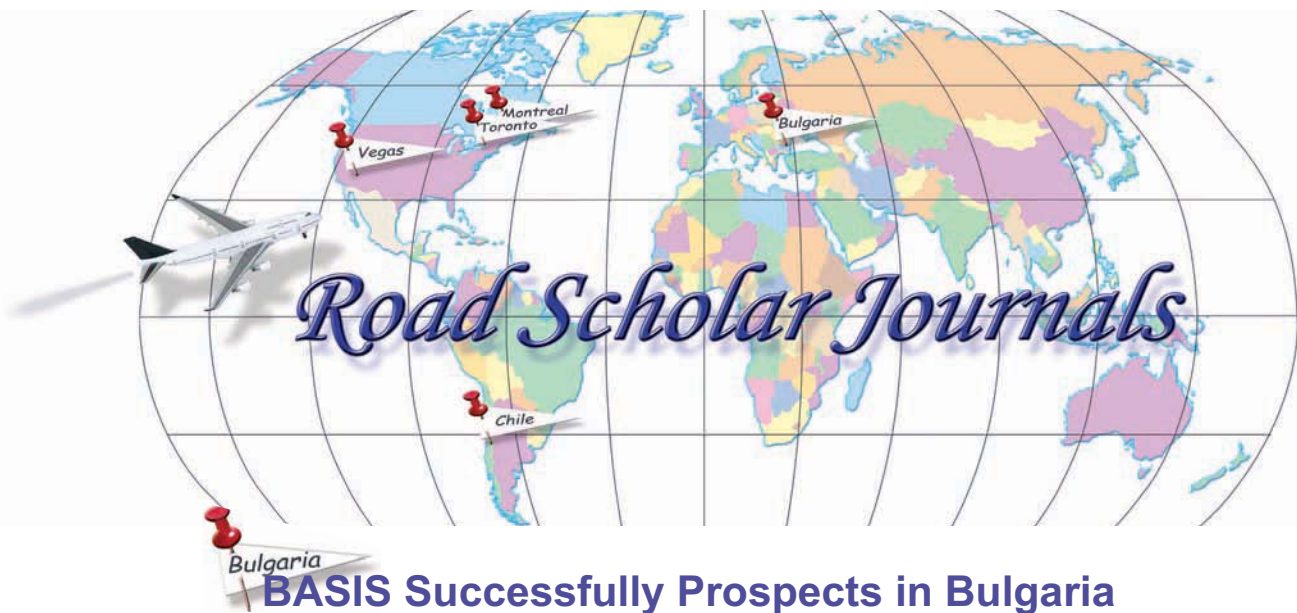 Montreal
Toronto
Vegas
Bulgaria
Road Scholar Journals
Chile
Bulgaria
BASIS Successfully Prospects in Bulgaria